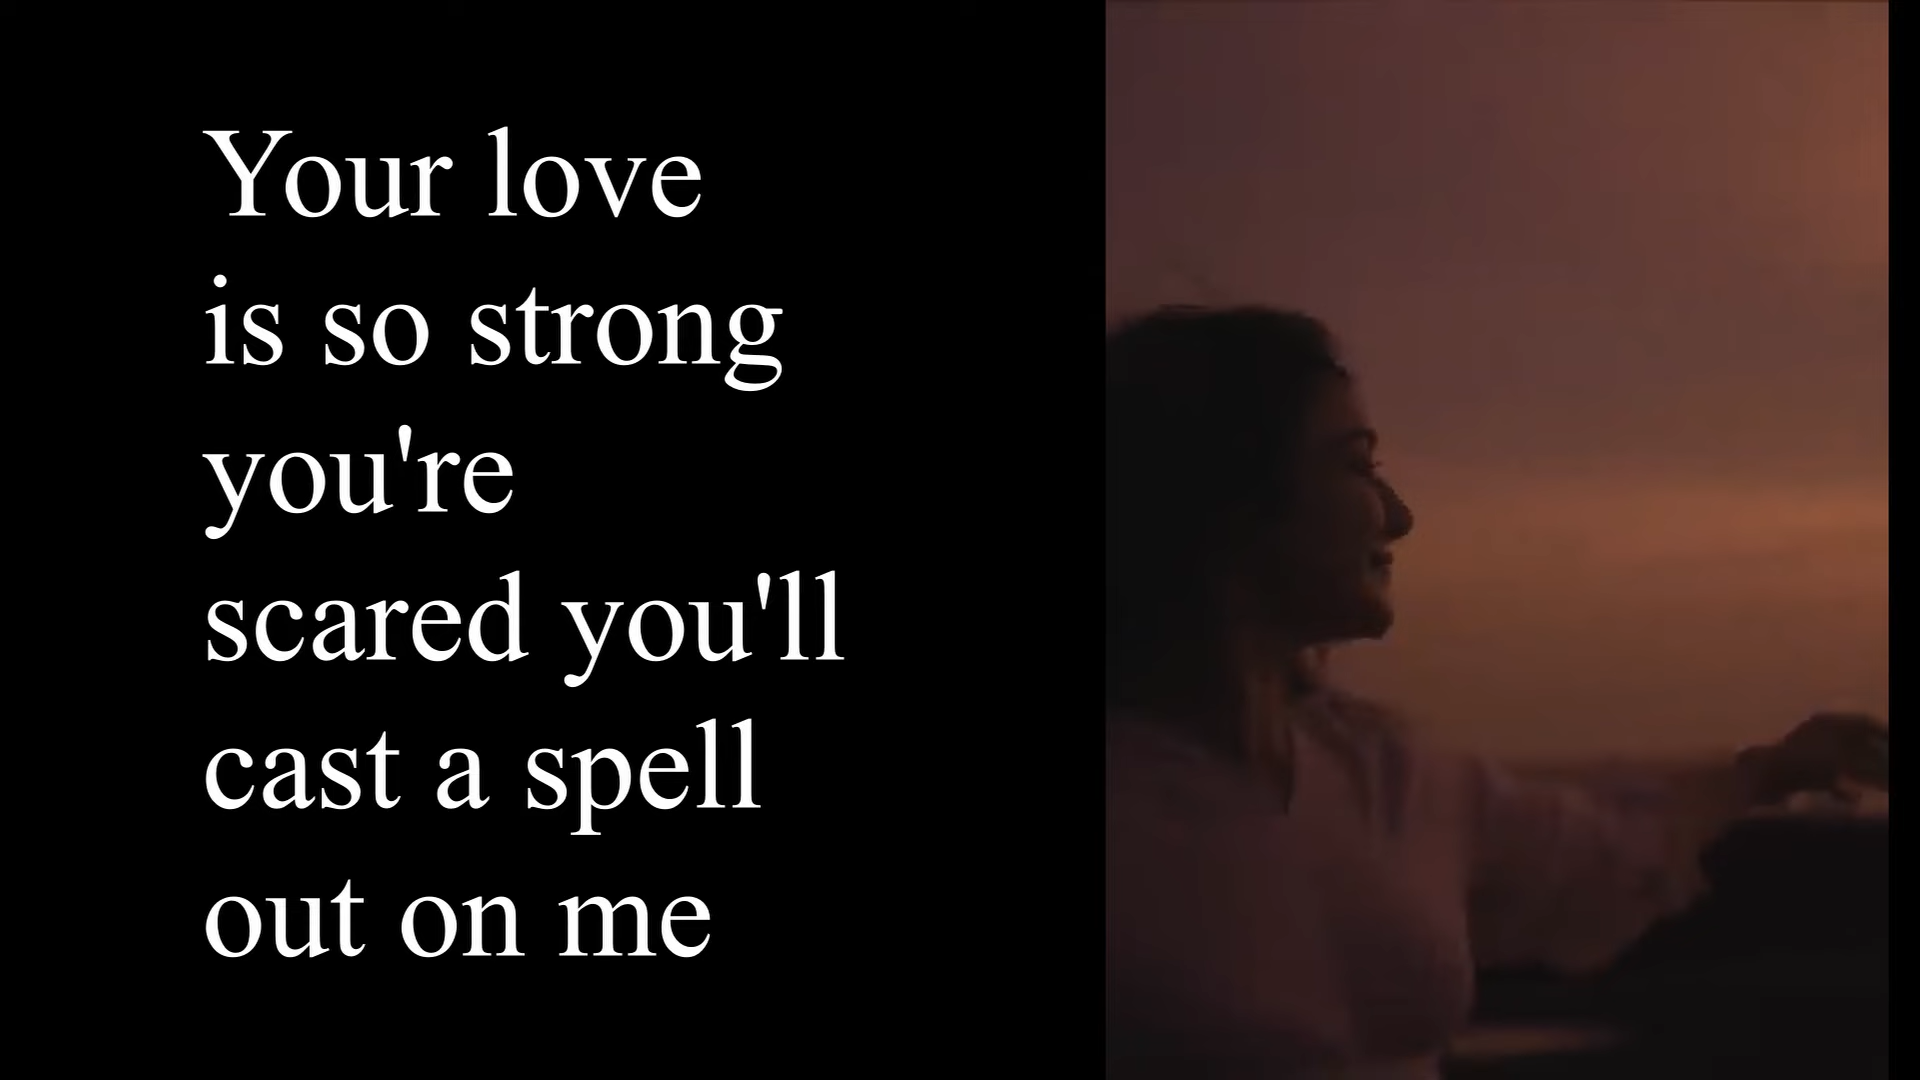 Your love
is so strong
you're
scared you'll
cast a spell
out on me